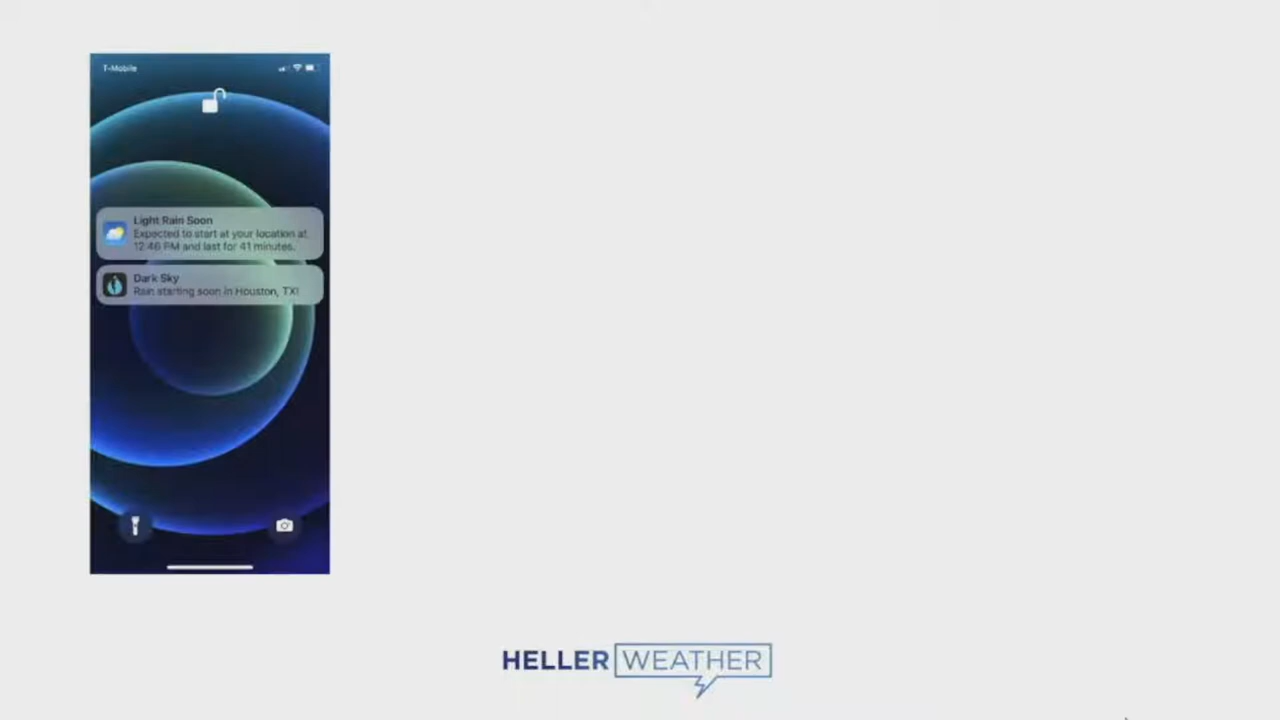 T-Mobile
Light Rain Soon
Expected to start at your location at
12:46 PM and last for 41 minutes.
Dark Sky
Rain starting soon in Houston, TX!
HELLER WEATHER